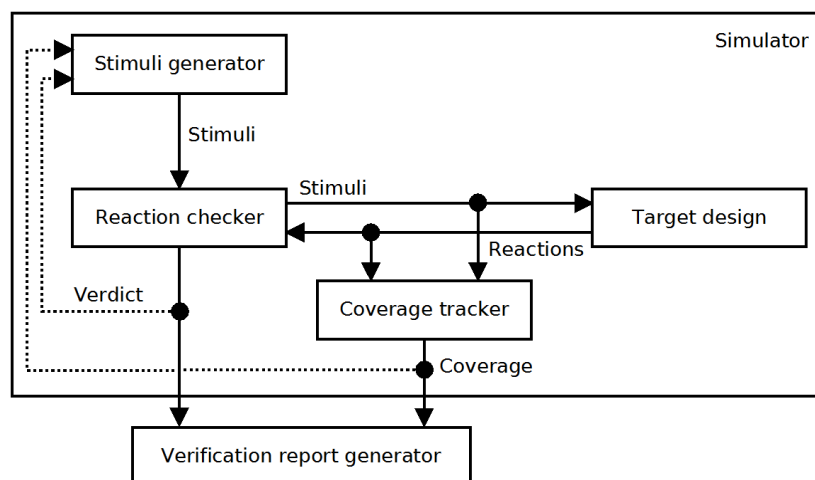 Simulator
Stimuli generator
Stimuli
Stimuli
Reaction checker
Target design
Reactions
Verdict
Coverage tracker
Coverage
Verification report generator